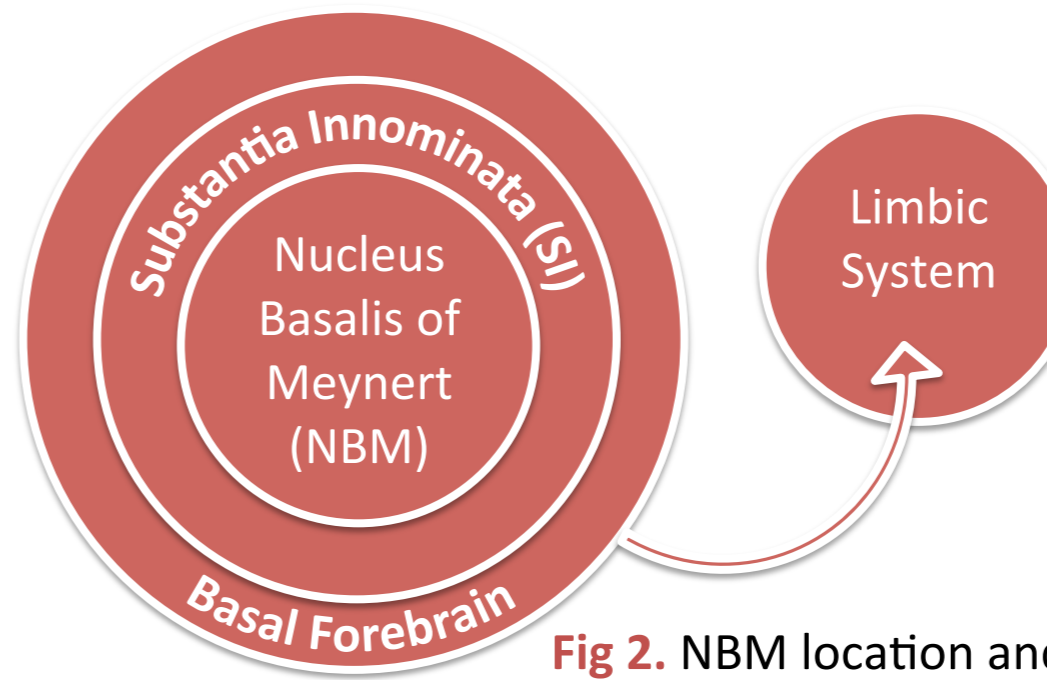 Substantia Innominata (SI)
Nucleus
Basalis of
Meynert
(NBM)
Basal Forebrain
Limbic
System
Fig 2. NBM location and